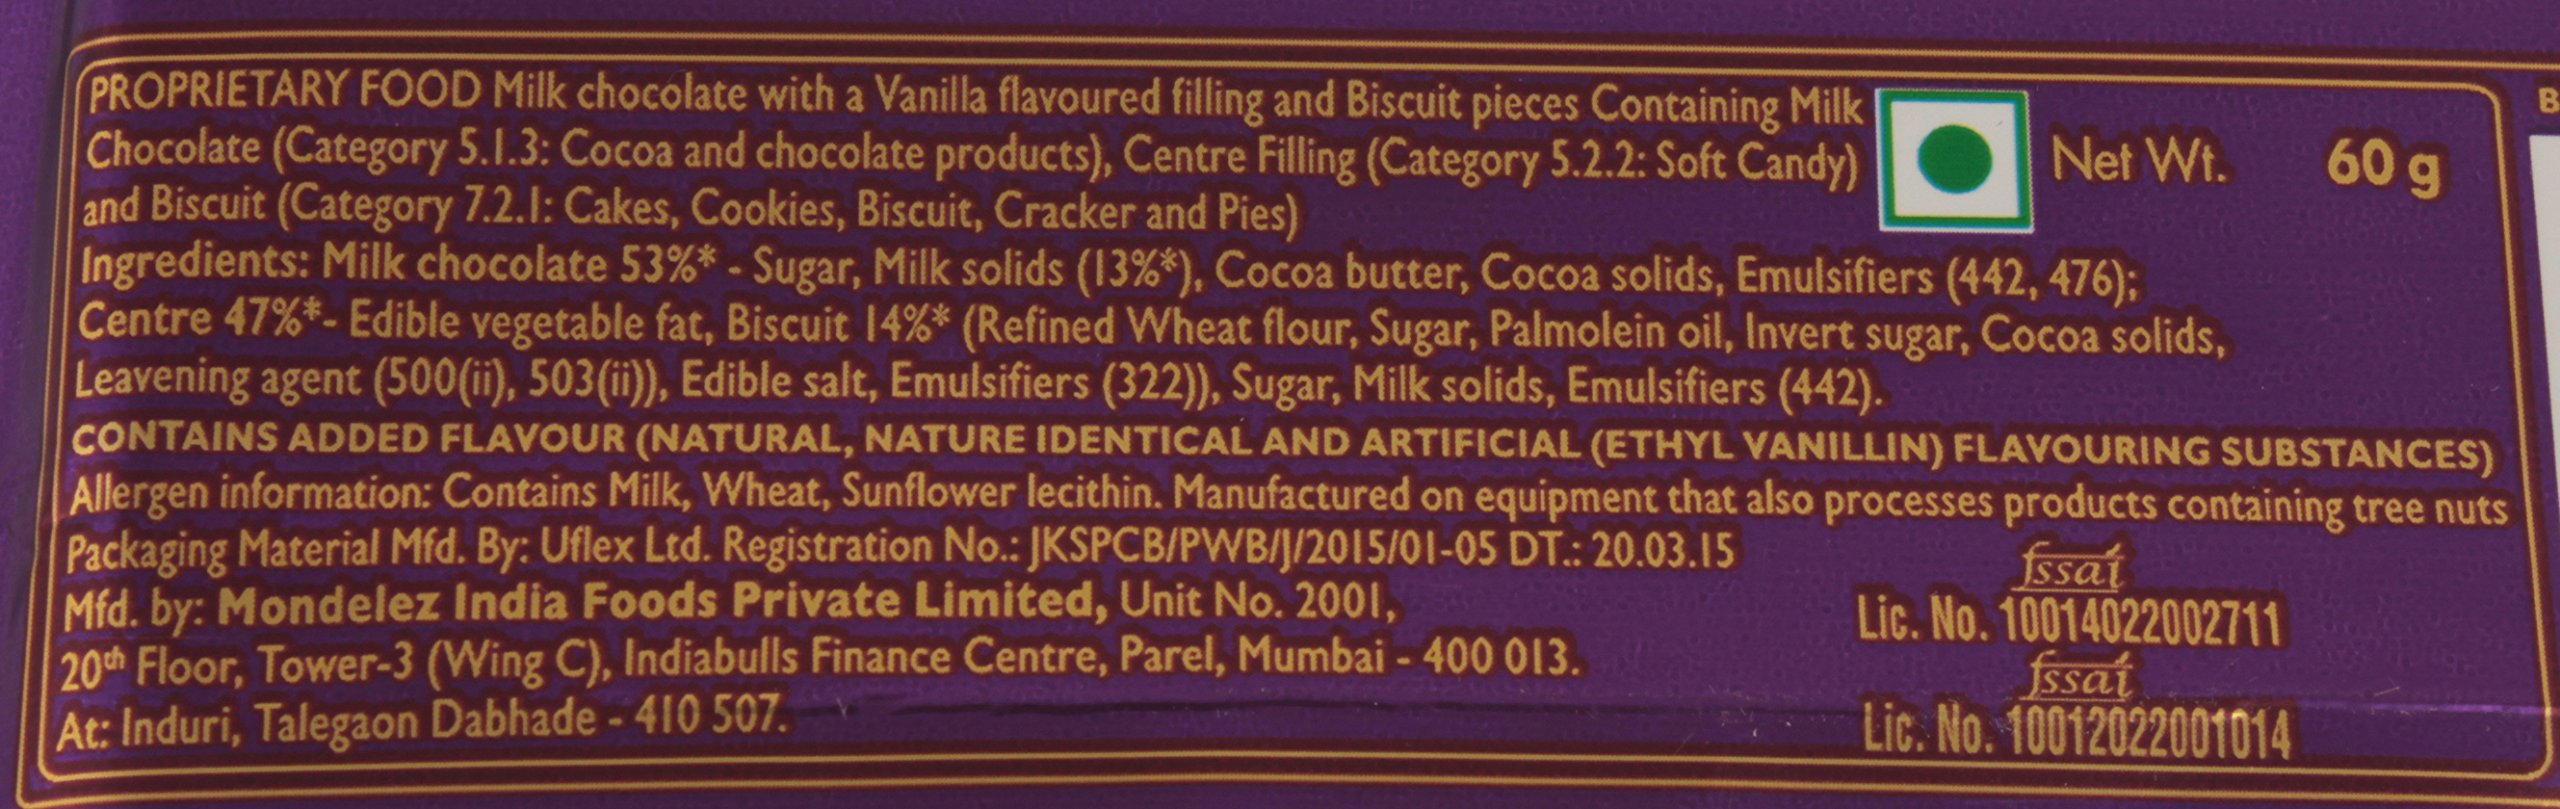 PROPRIETARY FOOD Milk chocolate with a Vanilla flavoured filling and Biscuit pieces Containing Milk
Chocolate (Category 5.1.3: Cocoa and chocolate products), Centre Filling (Category 5.2.2: Soft Candy)
and Biscuit (Category 7.2.1: Cakes, Cookies, Biscuit, Cracker and Pies)
Net Wt. 60 g
Ingredients: Milk chocolate 53%* - Sugar, Milk solids (13%*), Cocoa butter, Cocoa solids, Emulsifiers (442, 476);
Centre 47%*- Edible vegetable fat, Biscuit 14%* (Refined Wheat flour, Sugar, Palmolein oil, Invert sugar, Cocoa solids,
Leavening agent (500(ii), 503(ii)), Edible salt, Emulsifiers (322)), Sugar, Milk solids, Emulsifiers (442).
CONTAINS ADDED FLAVOUR (NATURAL, NATURE IDENTICAL AND ARTIFICIAL (ETHYL VANILLIN) FLAVOURING SUBSTANCES)
Allergen information: Contains Milk, Wheat, Sunflower lecithin. Manufactured on equipment that also processes products containing tree nuts
Packaging Material Mfd. By: Uflex Ltd. Registration No.: JKSPCB/PWB/J/2015/01-05 DT.: 20.03.15
Mfd. by: Mondelez India Foods Private Limited, Unit No. 2001,
20th Floor, Tower-3 (Wing C), Indiabulls Finance Centre, Parel, Mumbai - 400 013.
At: Induri, Talegaon Dabhade - 410 507.
fssai
Lic. No. 10014022002711
fssai
Lic. No. 10012022001014